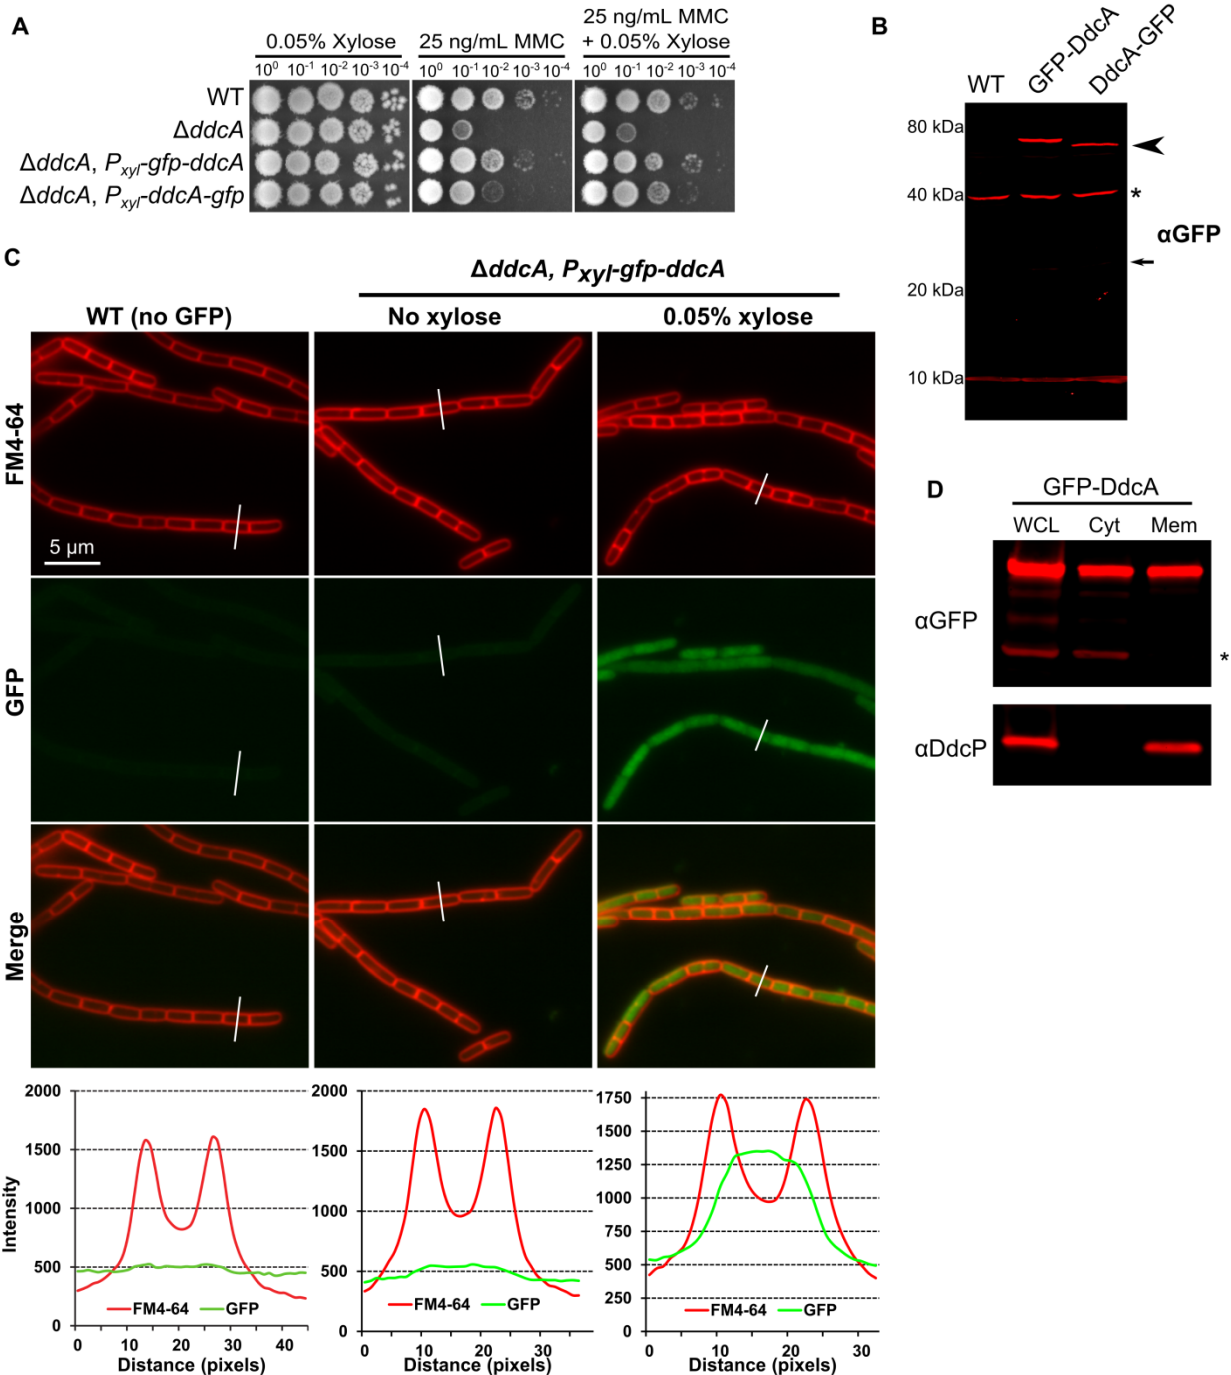 A
0.05% Xylose
25 ng/mL MMC
25 ng/mL MMC
+ 0.05% Xylose
10⁰ 10⁻¹ 10⁻² 10⁻³ 10⁻⁴
10⁰ 10⁻¹ 10⁻² 10⁻³ 10⁻⁴
10⁰ 10⁻¹ 10⁻² 10⁻³ 10⁻⁴
WT
ΔddcA
ΔddcA, Pxyl-gfp-ddcA
ΔddcA, Pxyl-ddcA-gfp
B
WT
GFP-DdcA
DdcA-GFP
80 kDa
40 kDa
*
αGFP
20 kDa
10 kDa
C
ΔddcA, Pxyl-gfp-ddcA
WT (no GFP)
No xylose
0.05% xylose
FM4-64
5 µm
GFP
Merge
D
GFP-DdcA
WCL Cyt Mem
αGFP
*
αDdcP
Intensity
2000
1500
1000
500
0
FM4-64 GFP
0 10 20 30 40
Distance (pixels)
2000
1500
1000
500
0
FM4-64 GFP
0 10 20 30
Distance (pixels)
1750
1500
1250
1000
750
500
250
0
FM4-64 GFP
0 10 20 30
Distance (pixels)